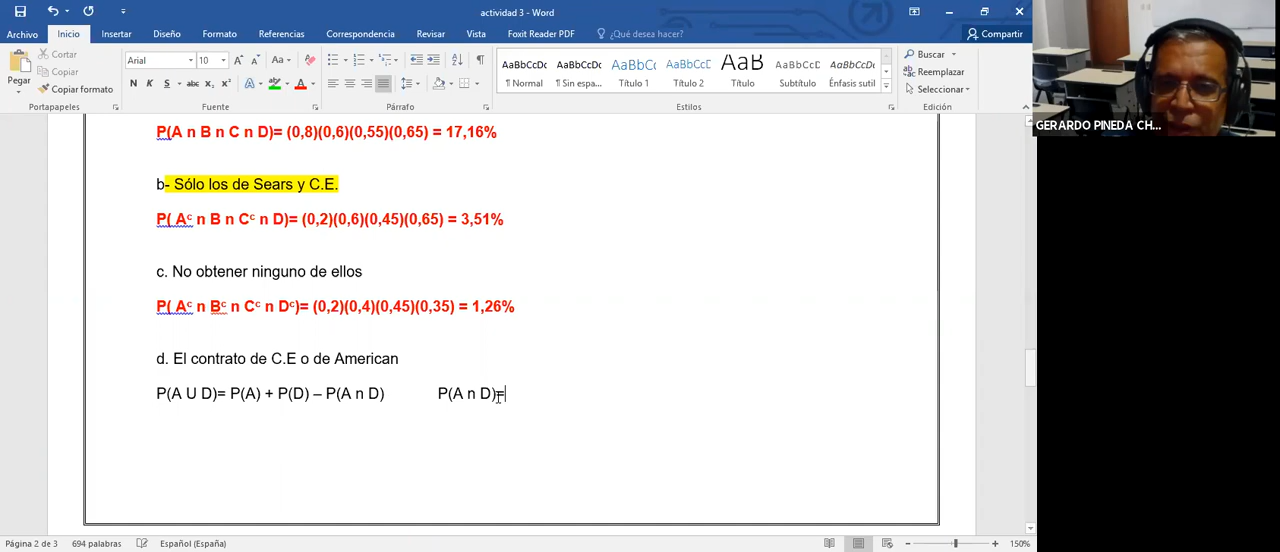 actividad 3 - Word
Archivo Inicio Insertar Diseño Formato Referencias Correspondencia Revisar Vista Foxit Reader PDF ¿Qué desea hacer? Compartir
Pegar
Cortar
Copiar
Copiar formato
Portapapeles
Arial 10
N K S abc x₂ x²
Fuente
Párrafo
AaBbCcDc AaBbCcDc AaBbCc AaBbCcD AaB AaBbCcD AaBbCcDc
¶ Normal ¶ Sin espa... Título 1 Título 2 Título Subtítulo Énfasis sutil
Estilos
Buscar
Reemplazar
Seleccionar
Edición
GERARDO PINEDA CH...
P(A n B n C n D)= (0,8)(0,6)(0,55)(0,65) = 17,16%
b- Sólo los de Sears y C.E.
P( Aᶜ n B n Cᶜ n D)= (0,2)(0,6)(0,45)(0,65) = 3,51%
c. No obtener ninguno de ellos
P( Aᶜ n Bᶜ n Cᶜ n Dᶜ)= (0,2)(0,4)(0,45)(0,35) = 1,26%
d. El contrato de C.E o de American
P(A U D)= P(A) + P(D) – P(A n D) P(A n D)=
Página 2 de 3 694 palabras Español (España) 150%